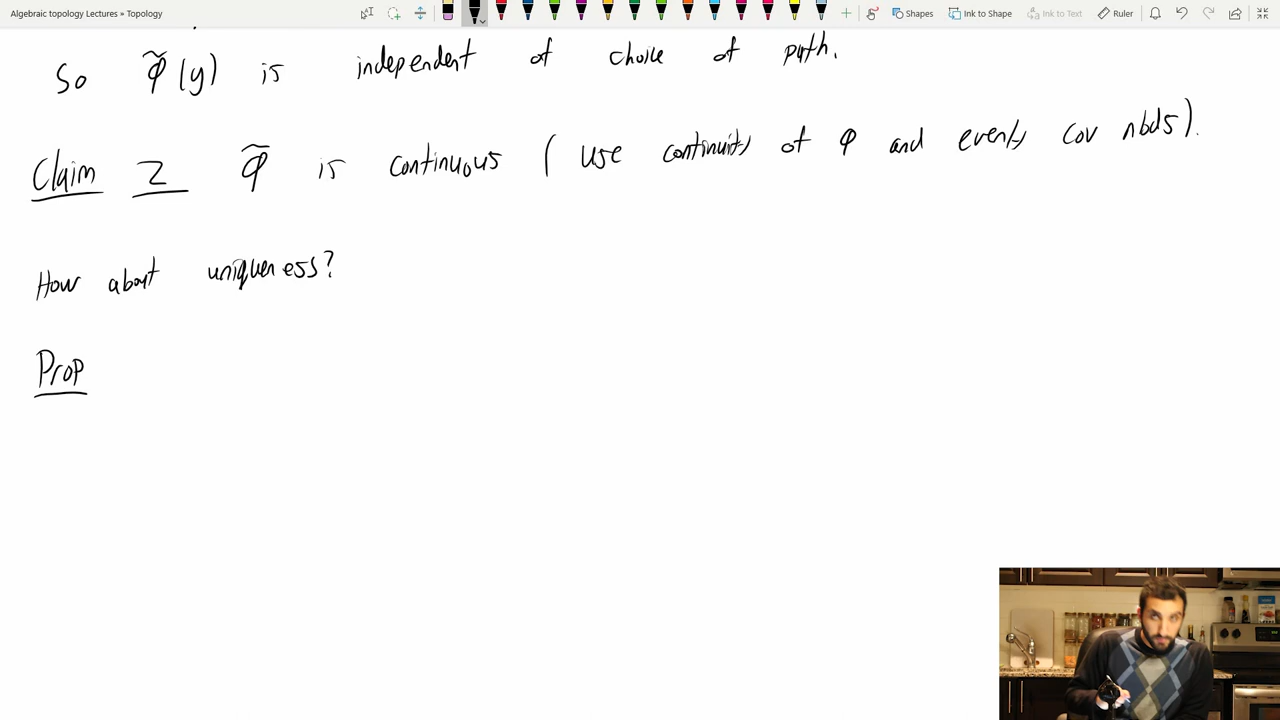 Algebraic topology Lectures » Topology
Shapes
Ink to Shape
Ink to Text
Ruler
So φ̃(y) is independent of choice of path.
Claim 2 φ̃ is continuous (use continuity of φ and evenly cov nbds).
How about uniqueness?
Prop